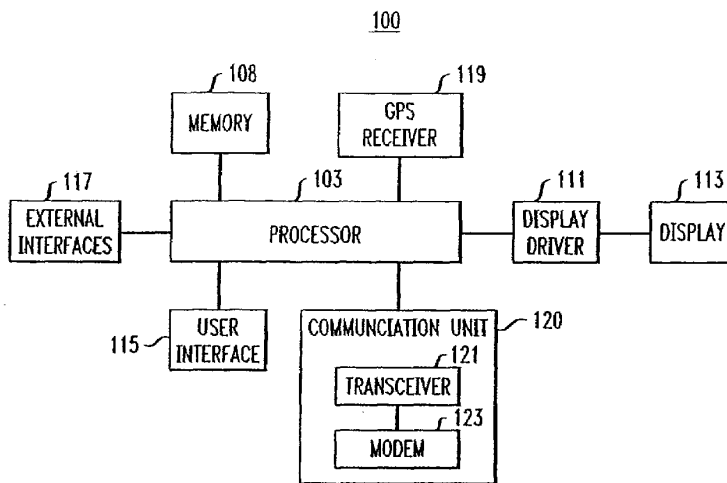 100
108
119
MEMORY
GPS
RECEIVER
117
103
111
113
EXTERNAL
INTERFACES
PROCESSOR
DISPLAY
DRIVER
DISPLAY
115
USER
INTERFACE
COMMUNCIATION UNIT
120
121
TRANSCEIVER
123
MODEM